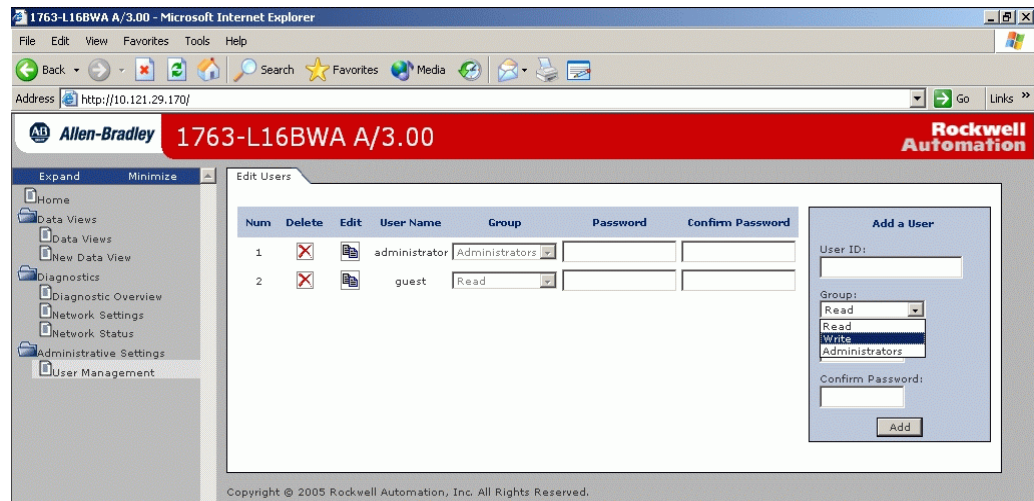 1763-L16BWA A/3.00 - Microsoft Internet Explorer
File Edit View Favorites Tools Help
Back Search Favorites Media
Address http://10.121.29.170/ Go Links »
AB Allen-Bradley 1763-L16BWA A/3.00 Rockwell Automation
Expand Minimize
Home
Data Views
Data Views
New Data View
Diagnostics
Diagnostic Overview
Network Settings
Network Status
Administrative Settings
User Management
Edit Users
Num Delete Edit User Name Group Password Confirm Password
1 administrator Administrators
2 guest Read
Add a User
User ID:
Group:
Read
Read
Write
Administrators
Confirm Password:
Add
Copyright © 2005 Rockwell Automation, Inc. All Rights Reserved.